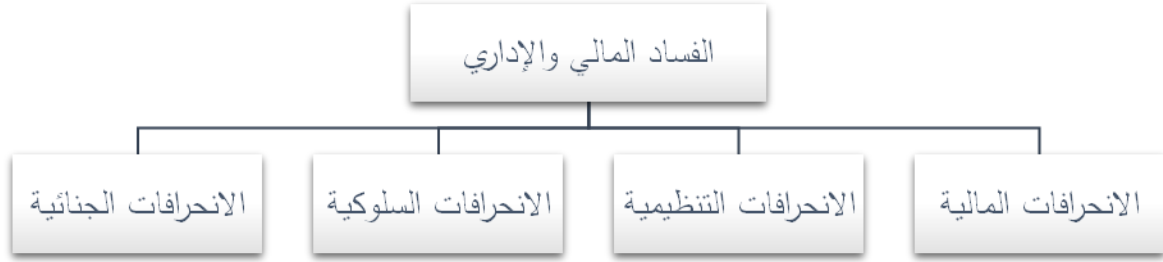 الفساد المالي والإداري
الانحرافات المالية
الانحرافات التنظيمية
الانحرافات السلوكية
الانحرافات الجنائية